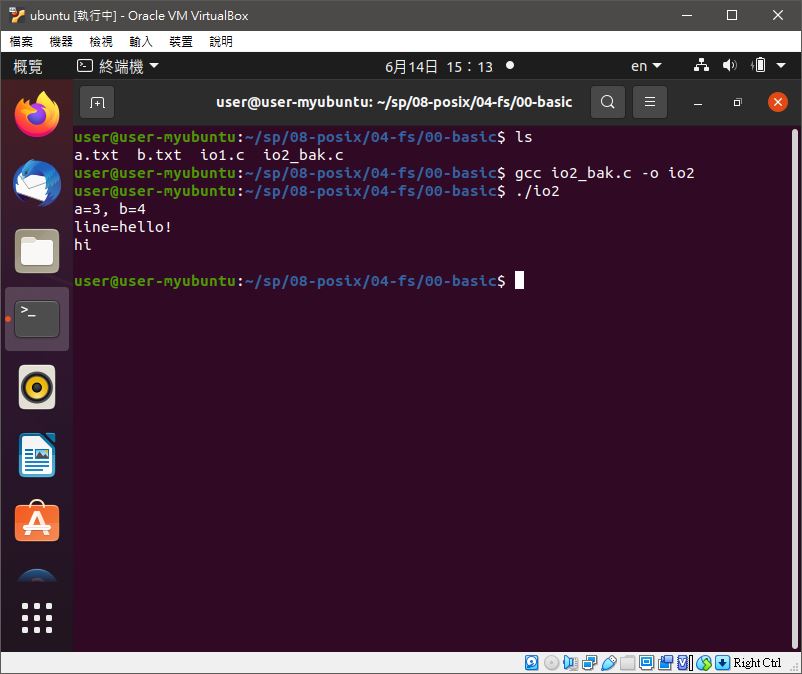 ubuntu [執行中] - Oracle VM VirtualBox
檔案 機器 檢視 輸入 裝置 說明
概覽 終端機 6月14日 15：13 en
user@user-myubuntu: ~/sp/08-posix/04-fs/00-basic
user@user-myubuntu:~/sp/08-posix/04-fs/00-basic$ ls
a.txt b.txt io1.c io2_bak.c
user@user-myubuntu:~/sp/08-posix/04-fs/00-basic$ gcc io2_bak.c -o io2
user@user-myubuntu:~/sp/08-posix/04-fs/00-basic$ ./io2
a=3, b=4
line=hello!
hi
user@user-myubuntu:~/sp/08-posix/04-fs/00-basic$
Right Ctrl